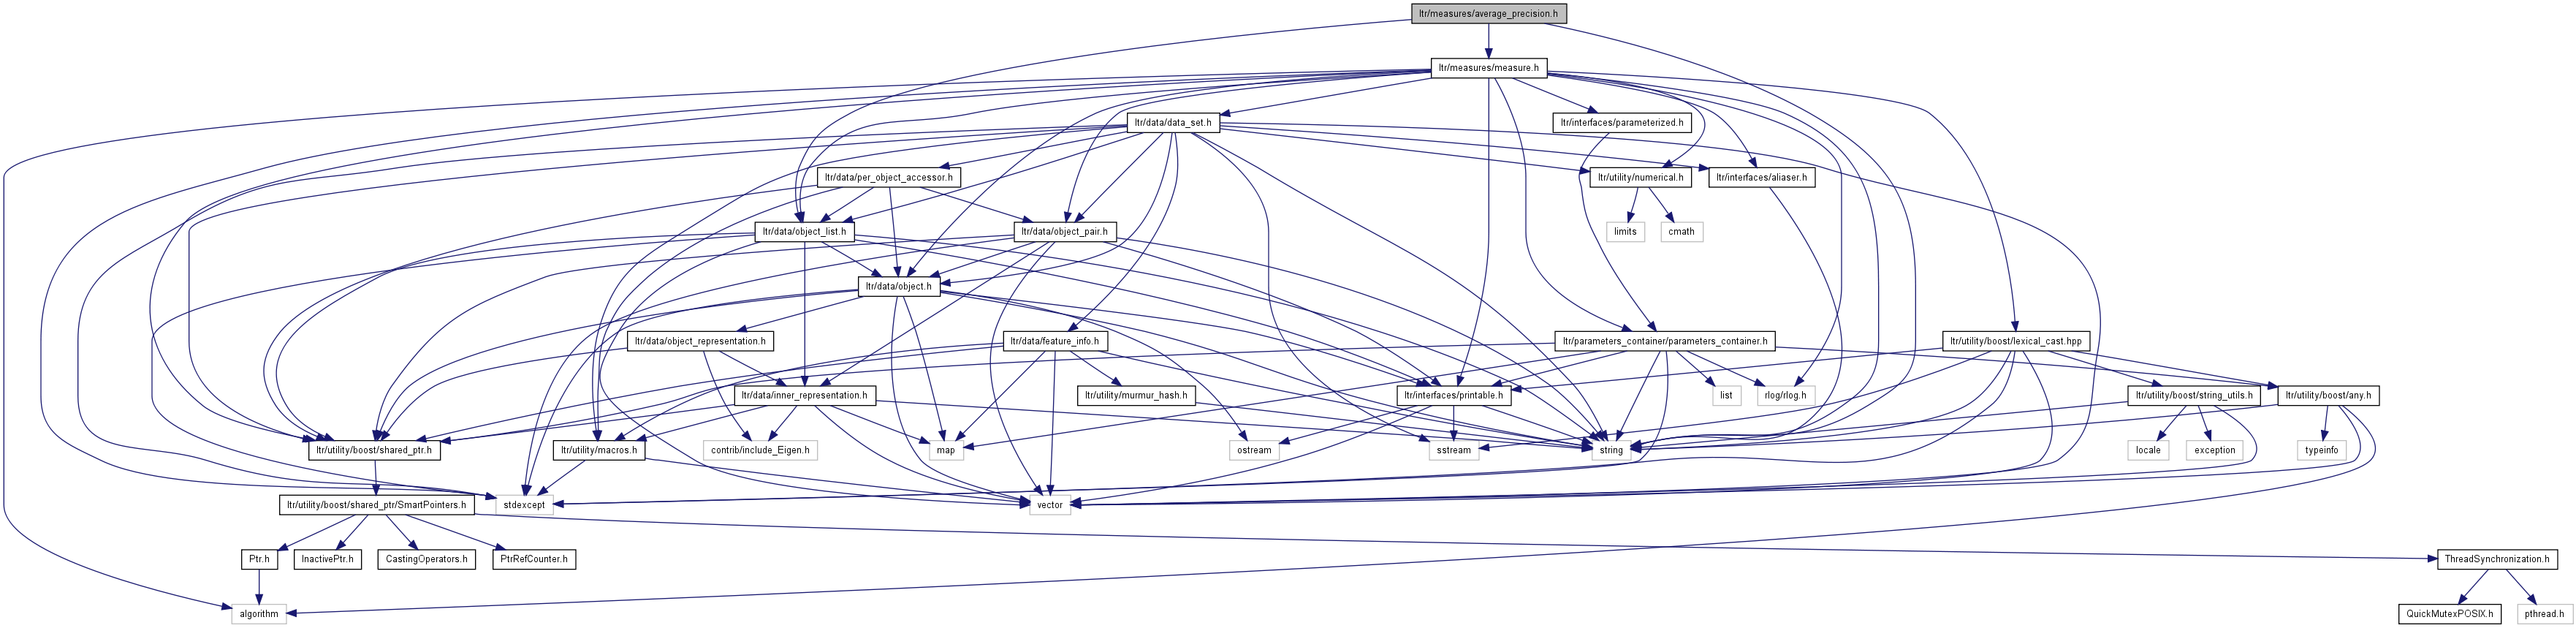 ltr/measures/average_precision.h
ltr/measures/measure.h
ltr/data/data_set.h
ltr/interfaces/parameterized.h
ltr/data/per_object_accessor.h
ltr/utility/numerical.h
ltr/interfaces/aliaser.h
ltr/data/object_list.h
ltr/data/object_pair.h
limits
cmath
ltr/data/object.h
ltr/data/object_representation.h
ltr/data/feature_info.h
ltr/parameters_container/parameters_container.h
ltr/utility/boost/lexical_cast.hpp
ltr/data/inner_representation.h
ltr/utility/murmur_hash.h
ltr/interfaces/printable.h
list
rlog/rlog.h
ltr/utility/boost/string_utils.h
ltr/utility/boost/any.h
ltr/utility/boost/shared_ptr.h
ltr/utility/macros.h
contrib/include_Eigen.h
map
ostream
sstream
string
locale
exception
typeinfo
ltr/utility/boost/shared_ptr/SmartPointers.h
stdexcept
vector
Ptr.h
InactivePtr.h
CastingOperators.h
PtrRefCounter.h
ThreadSynchronization.h
algorithm
QuickMutexPOSIX.h
pthread.h